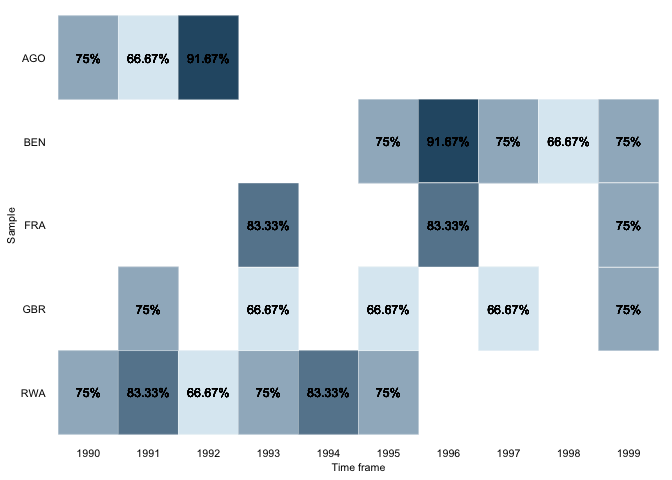 AGO 75% 66.67% 91.67%
BEN 75% 91.67% 75% 66.67% 75%
Sample
FRA 83.33% 83.33% 75%
GBR 75% 66.67% 66.67% 66.67% 75%
RWA 75% 83.33% 66.67% 75% 83.33% 75%
1990 1991 1992 1993 1994 1995 1996 1997 1998 1999
Time frame